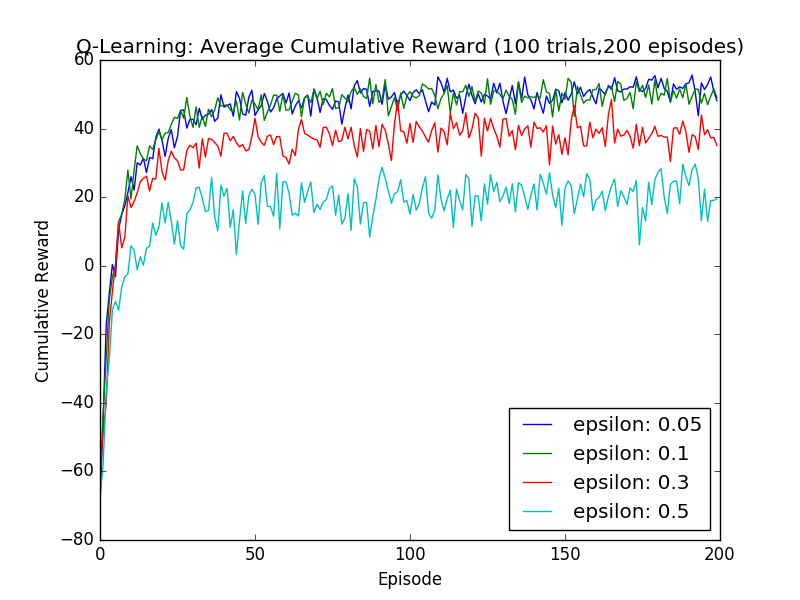 Q-Learning: Average Cumulative Reward (100 trials,200 episodes)
60
40
20
0
−20
−40
−60
−80
Cumulative Reward
epsilon: 0.05
epsilon: 0.1
epsilon: 0.3
epsilon: 0.5
0 50 100 150 200
Episode